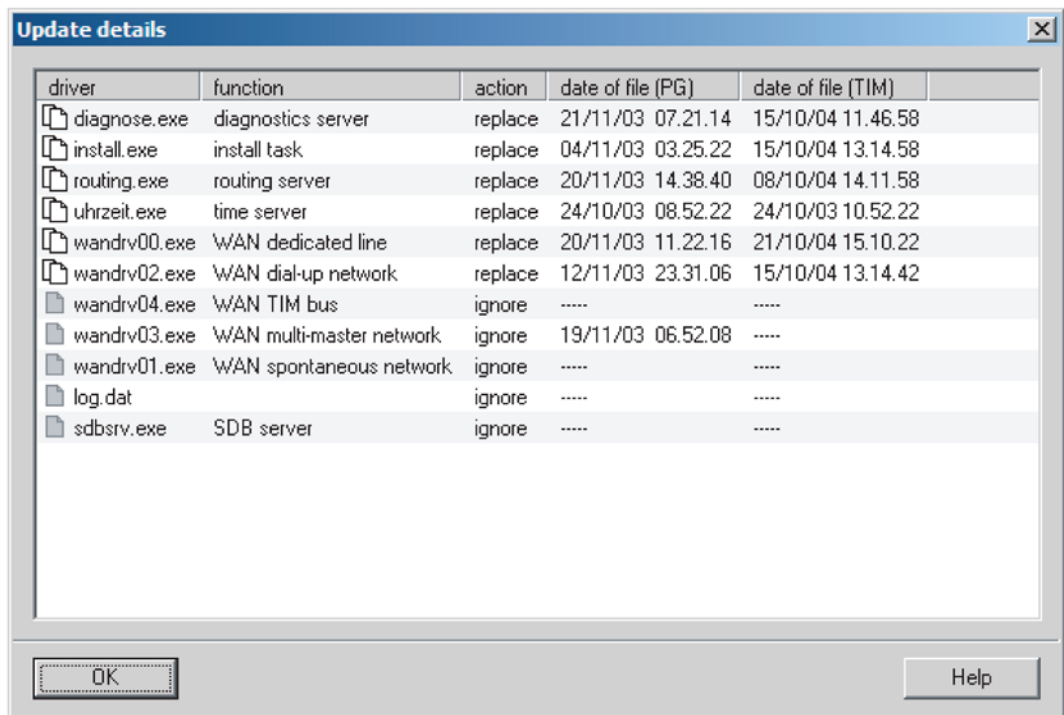 Update details
driver function action date of file (PG) date of file (TIM)
diagnose.exe diagnostics server replace 21/11/03 07.21.14 15/10/04 11.46.58
install.exe install task replace 04/11/03 03.25.22 15/10/04 13.14.58
routing.exe routing server replace 20/11/03 14.38.40 08/10/04 14.11.58
uhrzeit.exe time server replace 24/10/03 08.52.22 24/10/03 10.52.22
wandrv00.exe WAN dedicated line replace 20/11/03 11.22.16 21/10/04 15.10.22
wandrv02.exe WAN dial-up network replace 12/11/03 23.31.06 15/10/04 13.14.42
wandrv04.exe WAN TIM bus ignore ----- -----
wandrv03.exe WAN multi-master network ignore 19/11/03 06.52.08 -----
wandrv01.exe WAN spontaneous network ignore ----- -----
log.dat ignore ----- -----
sdbsrv.exe SDB server ignore ----- -----
OK Help